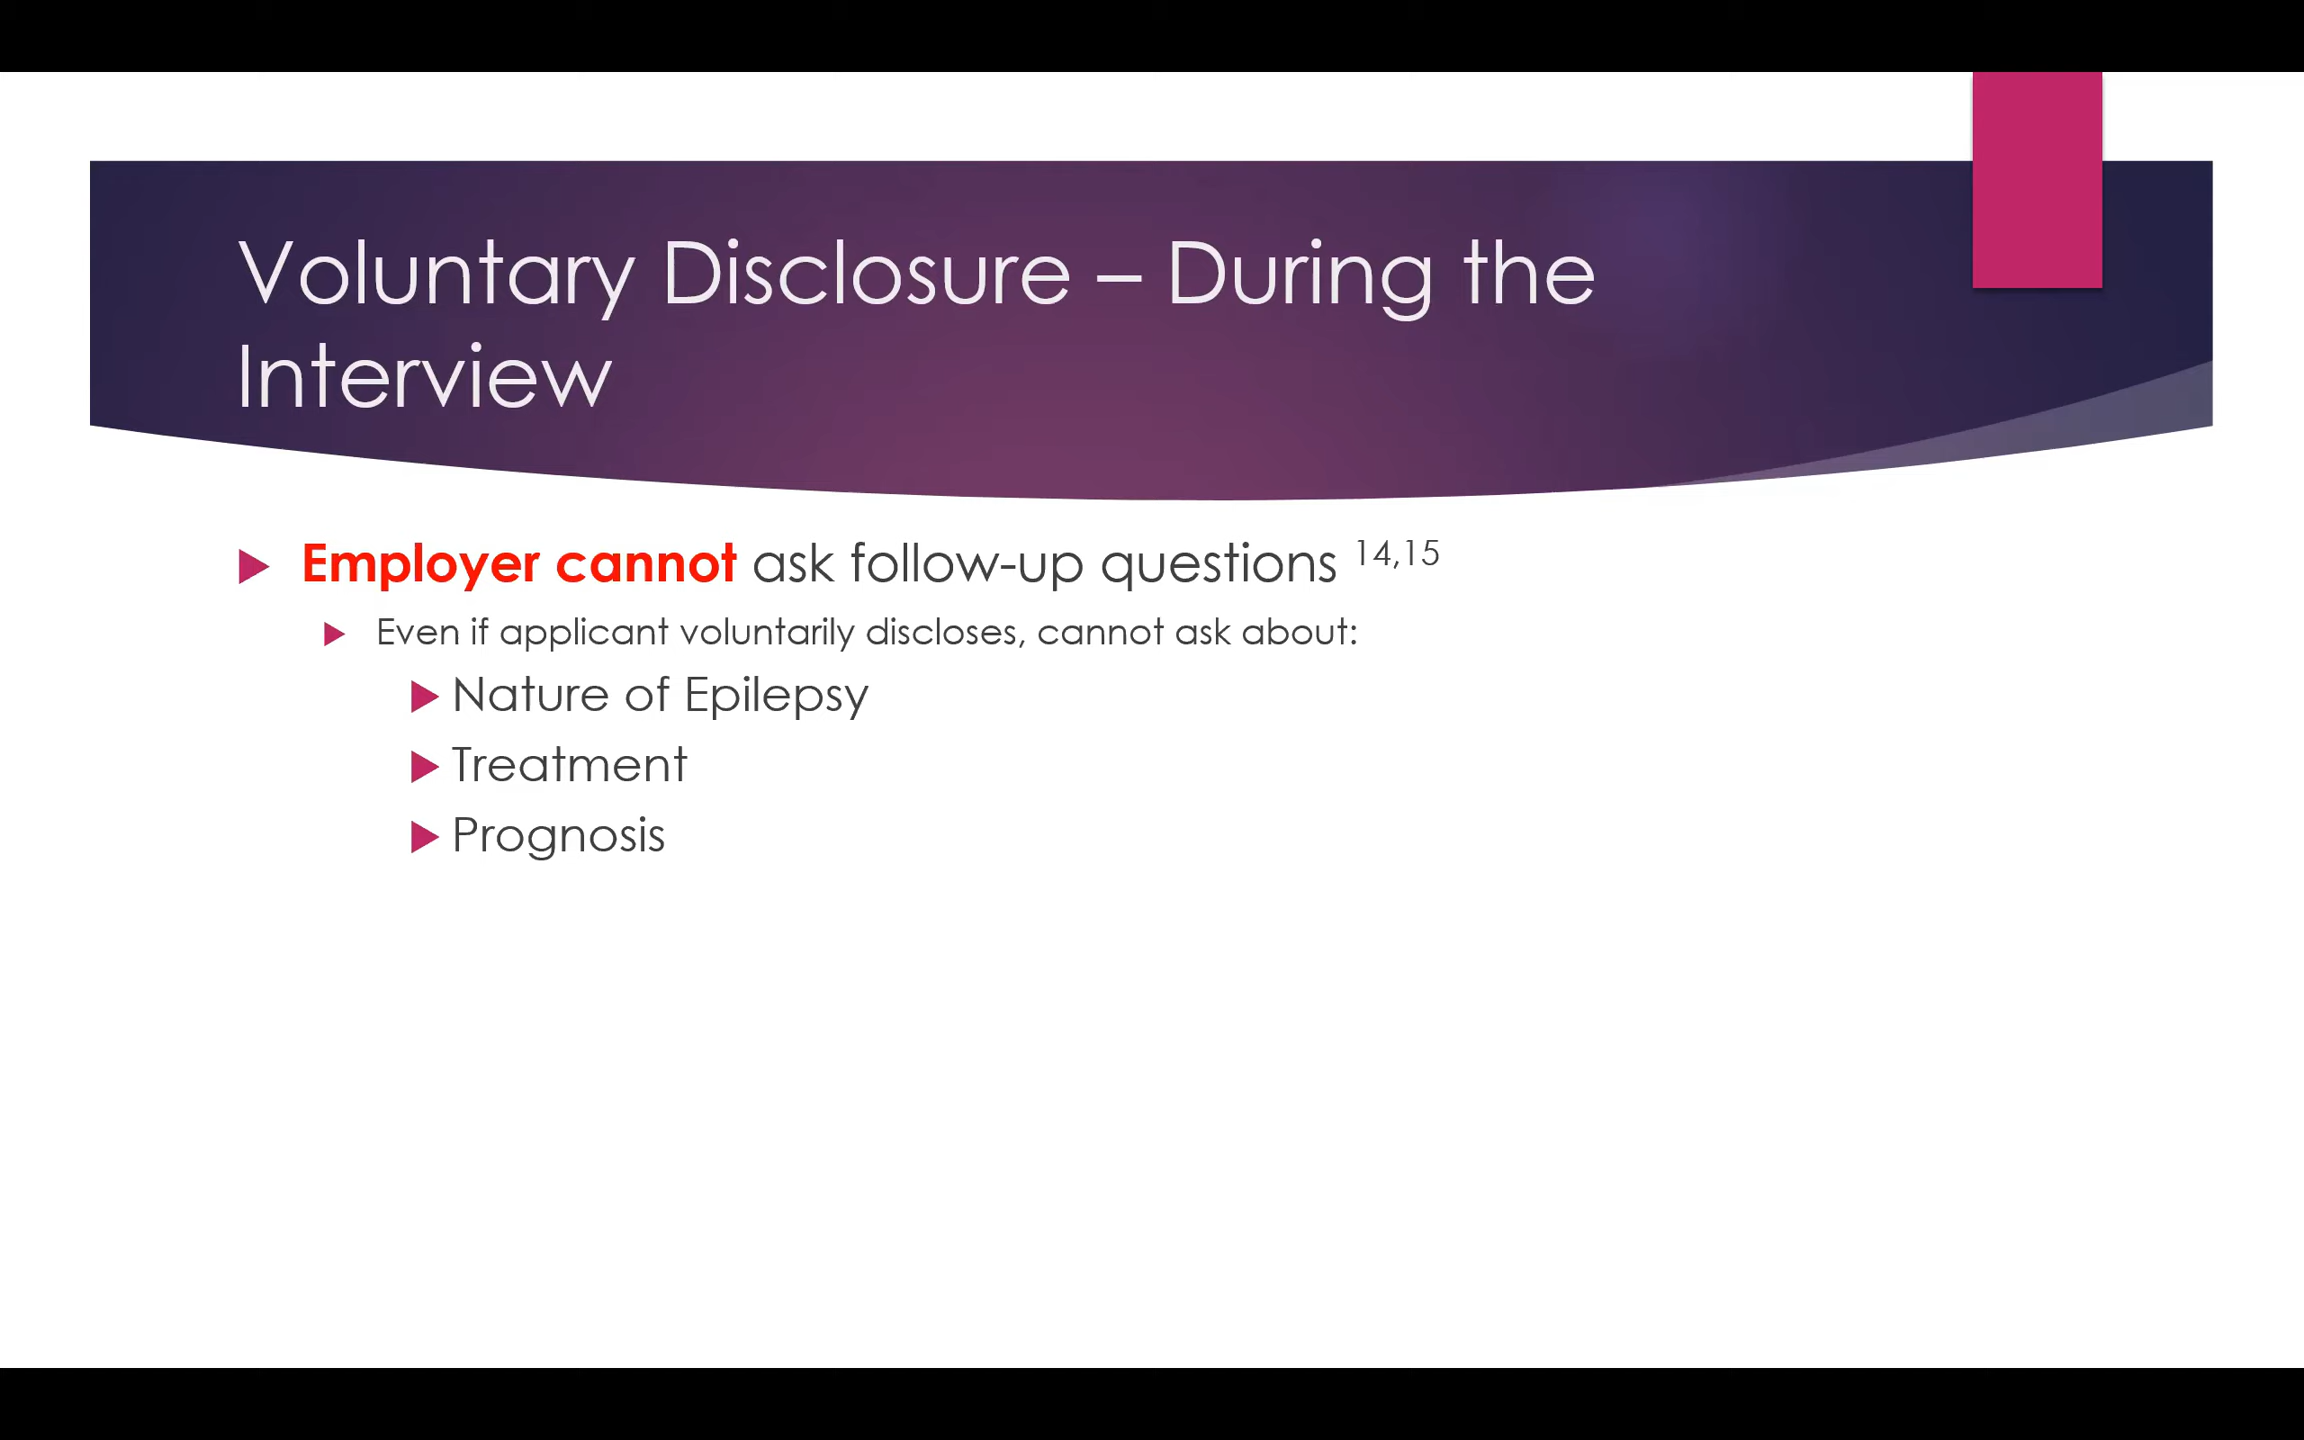 Voluntary Disclosure – During the
Interview
Employer cannot ask follow-up questions 14,15
Even if applicant voluntarily discloses, cannot ask about:
Nature of Epilepsy
Treatment
Prognosis